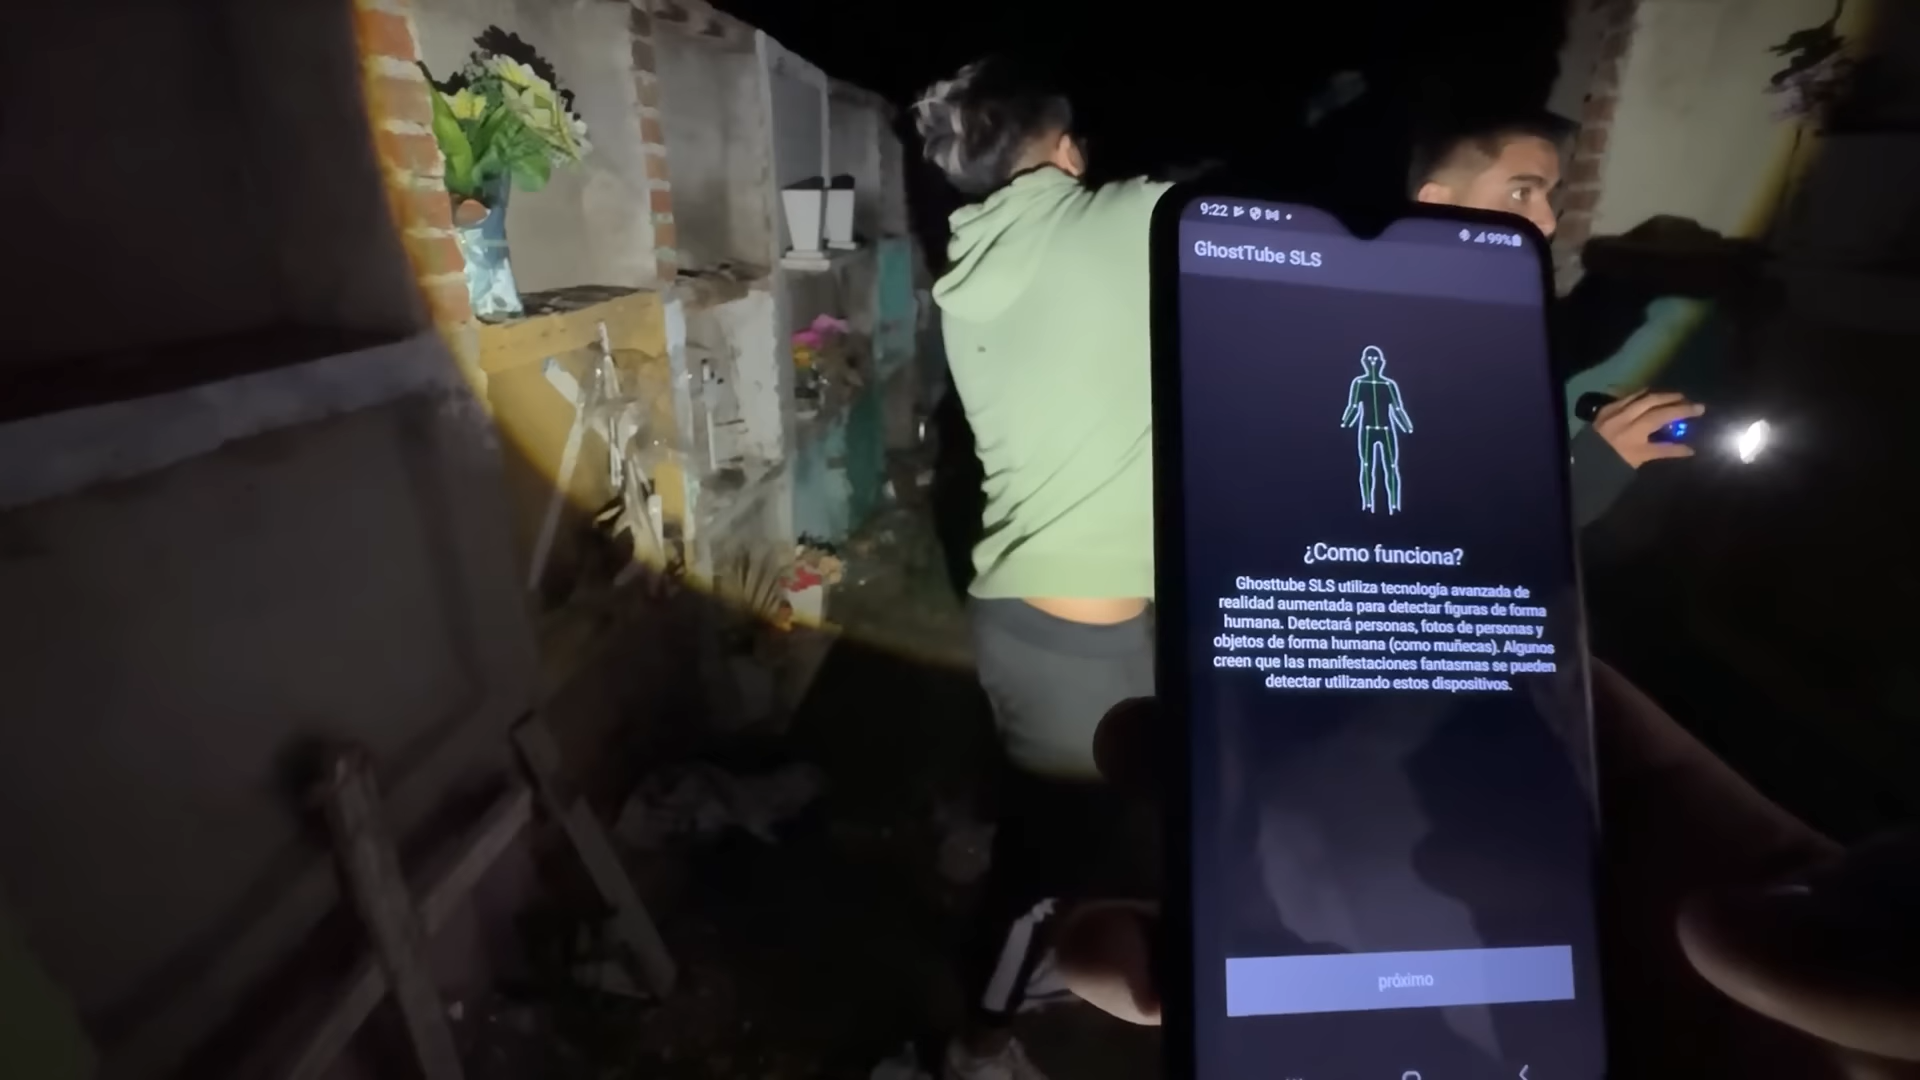 9:22
99%
GhostTube SLS
¿Como funciona?
Ghosttube SLS utiliza tecnología avanzada de
realidad aumentada para detectar figuras de forma
humana. Detectará personas, fotos de personas y
objetos de forma humana (como muñecas). Algunos
creen que las manifestaciones fantasmas se pueden
detectar utilizando estos dispositivos.
próximo